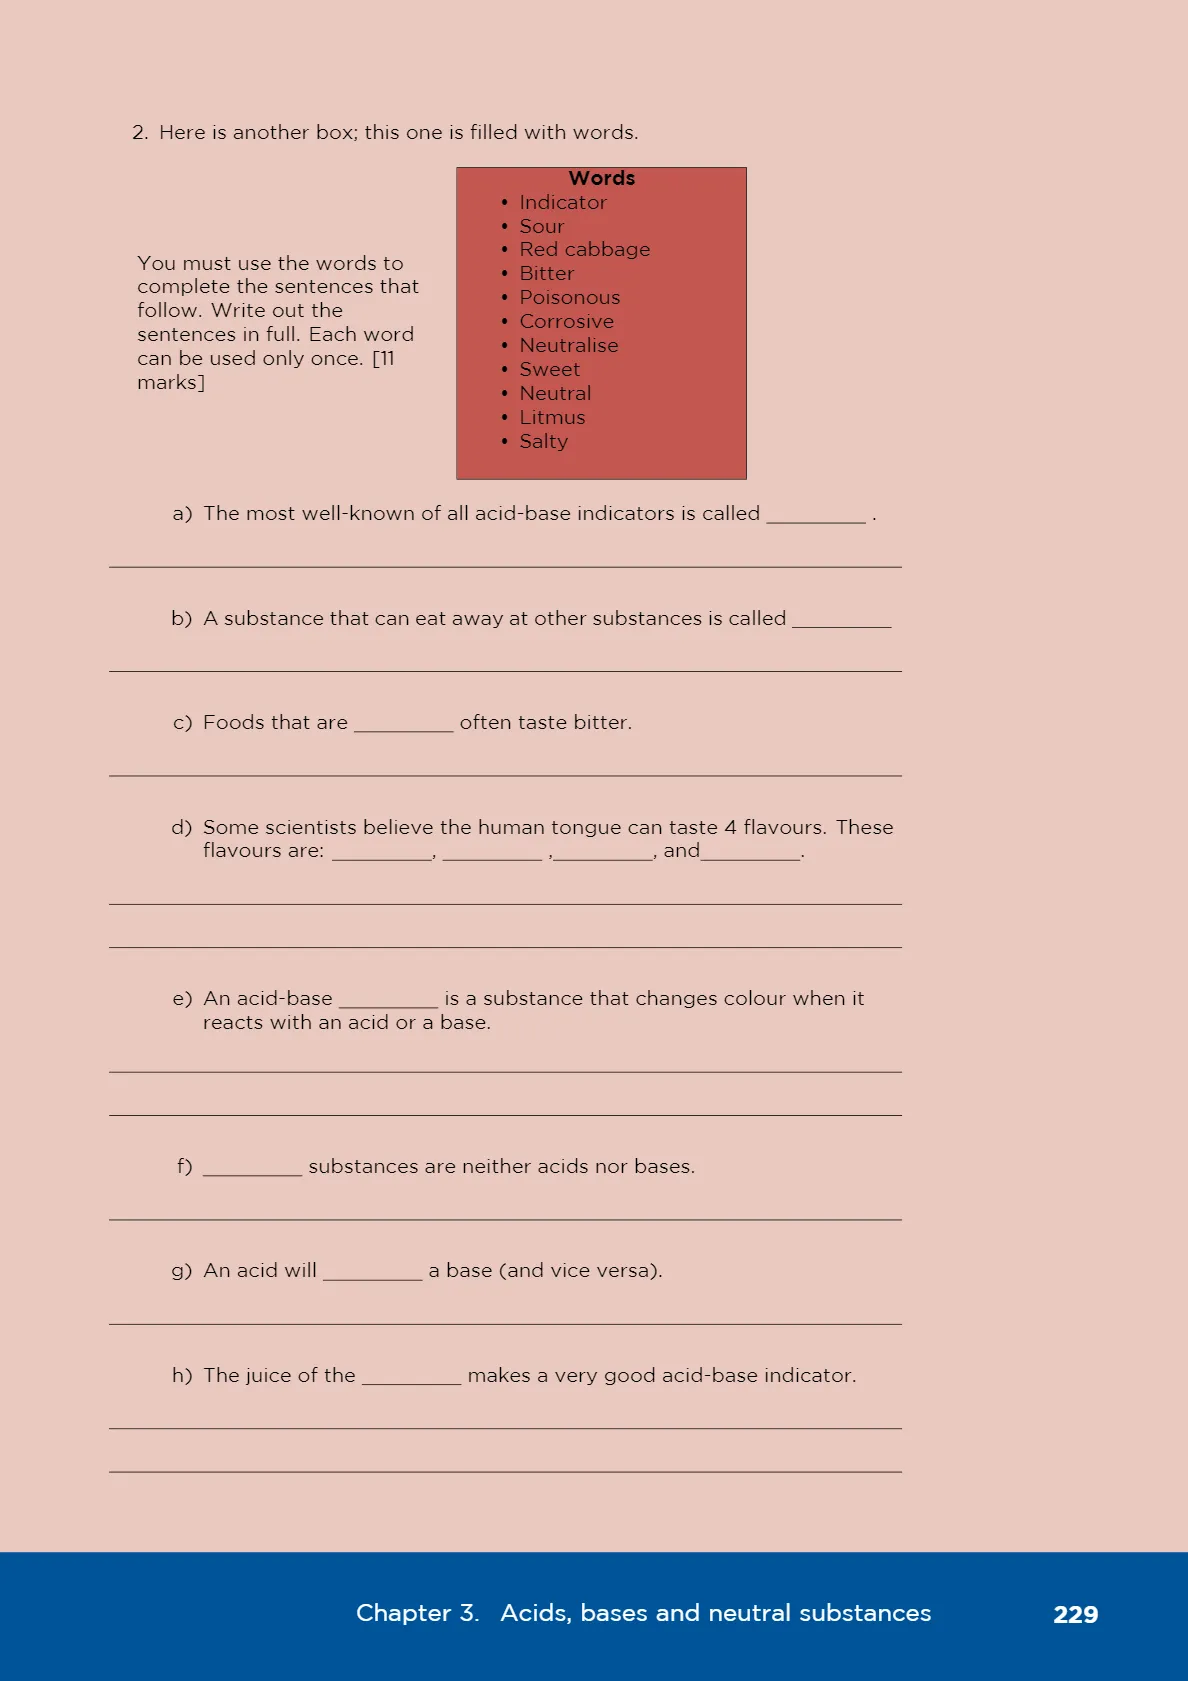 2. Here is another box; this one is filled with words.
You must use the words to
complete the sentences that
follow. Write out the
sentences in full. Each word
can be used only once. [11
marks]
Words
• Indicator
• Sour
• Red cabbage
• Bitter
• Poisonous
• Corrosive
• Neutralise
• Sweet
• Neutral
• Litmus
• Salty
a) The most well-known of all acid-base indicators is called _________ .
b) A substance that can eat away at other substances is called _________
c) Foods that are _________ often taste bitter.
d) Some scientists believe the human tongue can taste 4 flavours. These
flavours are: _________, _________ ,_________, and_________.
e) An acid-base _________ is a substance that changes colour when it
reacts with an acid or a base.
f) _________ substances are neither acids nor bases.
g) An acid will _________ a base (and vice versa).
h) The juice of the _________ makes a very good acid-base indicator.
Chapter 3. Acids, bases and neutral substances 229